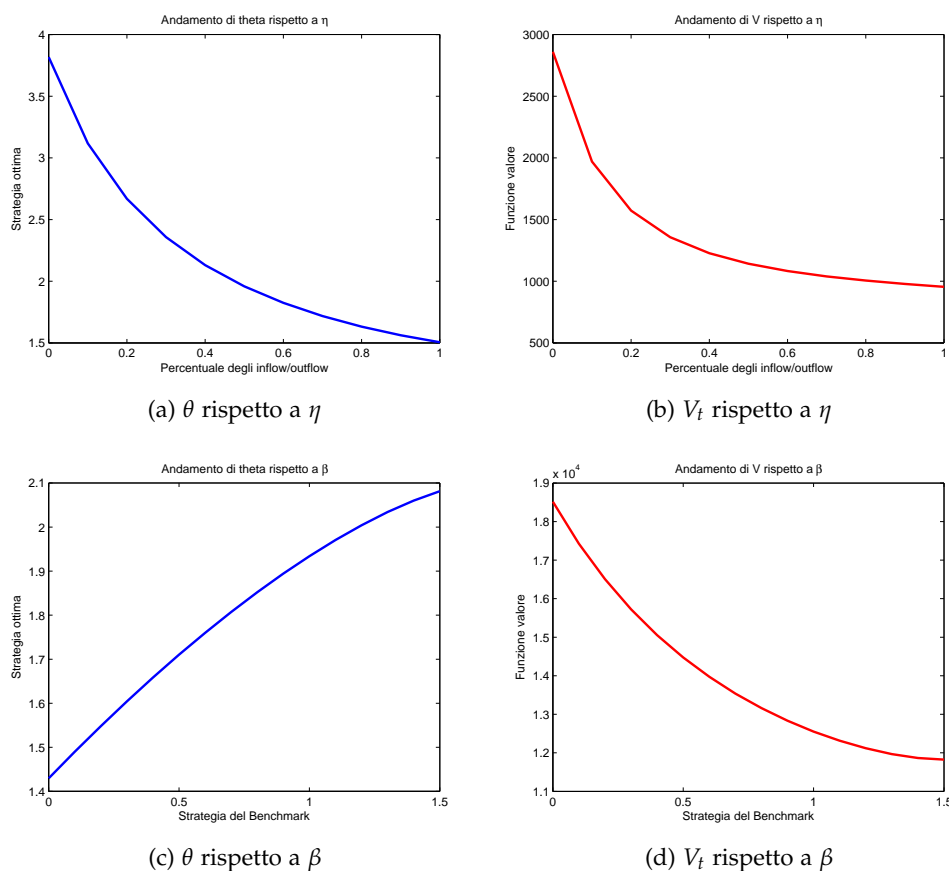 Andamento di theta rispetto a η
4
3.5
3
2.5
2
1.5
Strategia ottima
0 0.2 0.4 0.6 0.8 1
Percentuale degli inflow/outflow
(a) θ rispetto a η
Andamento di V rispetto a η
3000
2500
2000
1500
1000
500
Funzione valore
0 0.2 0.4 0.6 0.8 1
Percentuale degli inflow/outflow
(b) Vt rispetto a η
Andamento di theta rispetto a β
2.1
2
1.9
1.8
1.7
1.6
1.5
1.4
Strategia ottima
0 0.5 1 1.5
Strategia del Benchmark
(c) θ rispetto a β
Andamento di V rispetto a β
x 10^4
1.9
1.8
1.7
1.6
1.5
1.4
1.3
1.2
1.1
Funzione valore
0 0.5 1 1.5
Strategia del Benchmark
(d) Vt rispetto a β